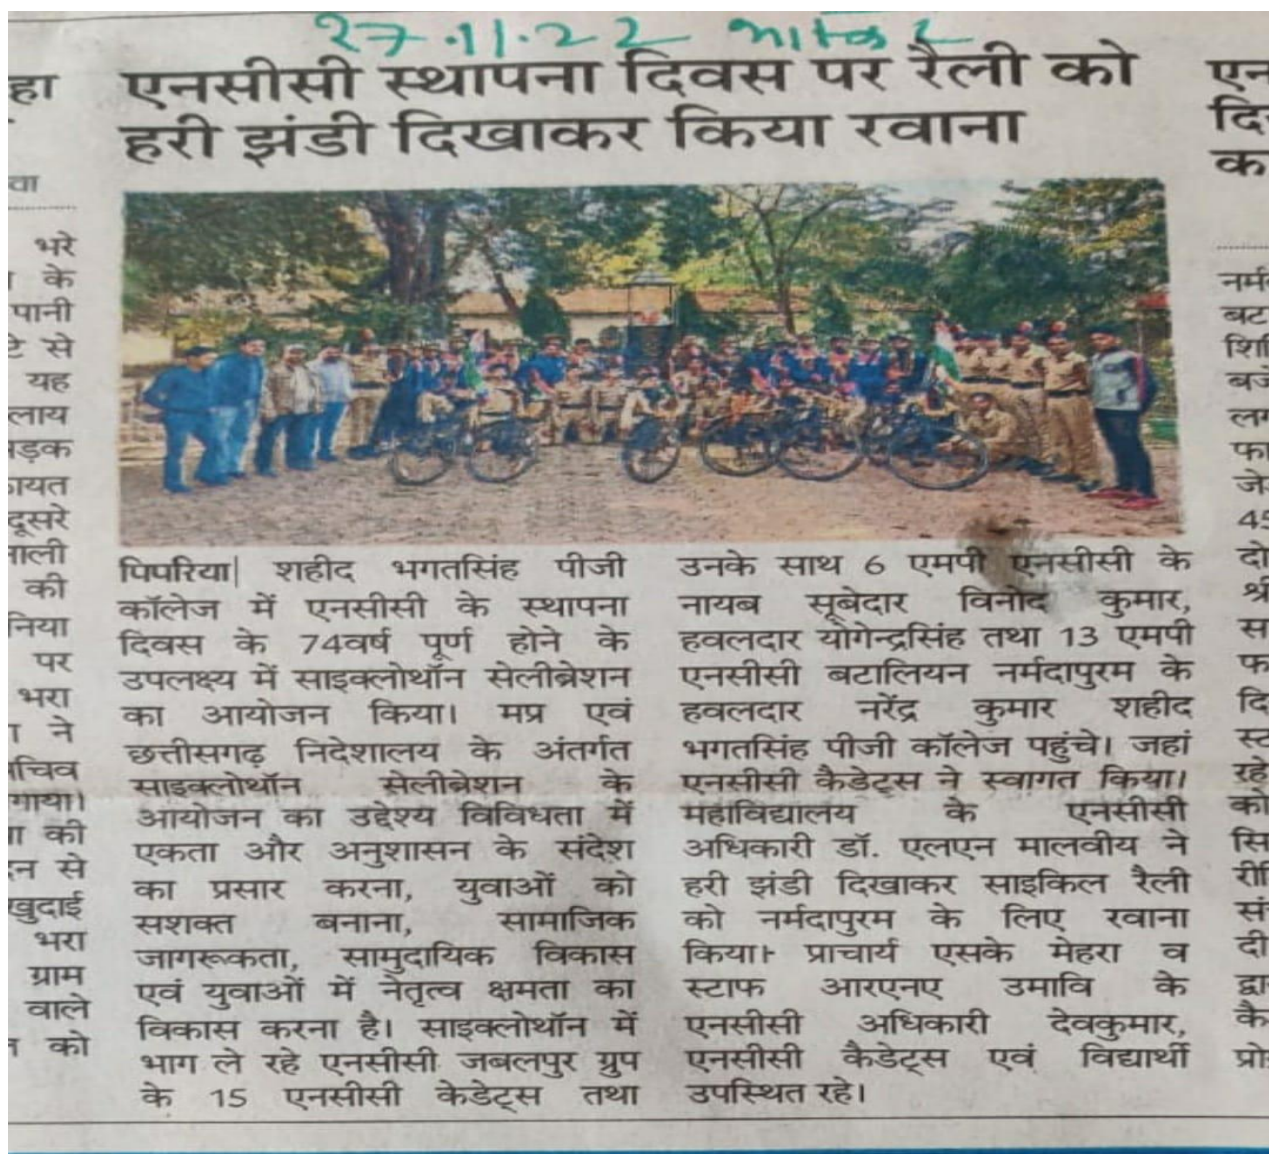 27.11.22 भास्कर
एनसीसी स्थापना दिवस पर रैली को
हरी झंडी दिखाकर किया रवाना
पिपरिया| शहीद भगतसिंह पीजी
कॉलेज में एनसीसी के स्थापना
दिवस के 74वर्ष पूर्ण होने के
उपलक्ष्य में साइक्लोथॉन सेलीब्रेशन
का आयोजन किया। मप्र एवं
छत्तीसगढ़ निदेशालय के अंतर्गत
साइक्लोथॉन सेलीब्रेशन के
आयोजन का उद्देश्य विविधता में
एकता और अनुशासन के संदेश
का प्रसार करना, युवाओं को
सशक्त बनाना, सामाजिक
जागरूकता, सामुदायिक विकास
एवं युवाओं में नेतृत्व क्षमता का
विकास करना है। साइक्लोथॉन में
भाग ले रहे एनसीसी जबलपुर ग्रुप
के 15 एनसीसी केडेट्स तथा
उनके साथ 6 एमपी एनसीसी के
नायब सूबेदार विनोद कुमार,
हवलदार योगेन्द्रसिंह तथा 13 एमपी
एनसीसी बटालियन नर्मदापुरम के
हवलदार नरेंद्र कुमार शहीद
भगतसिंह पीजी कॉलेज पहुंचे। जहां
एनसीसी कैडेट्स ने स्वागत किया।
महाविद्यालय के एनसीसी
अधिकारी डॉ. एलएन मालवीय ने
हरी झंडी दिखाकर साइकिल रैली
को नर्मदापुरम के लिए रवाना
किया। प्राचार्य एसके मेहरा व
स्टाफ आरएनए उमावि के
एनसीसी अधिकारी देवकुमार,
एनसीसी कैडेट्स एवं विद्यार्थी
उपस्थित रहे।